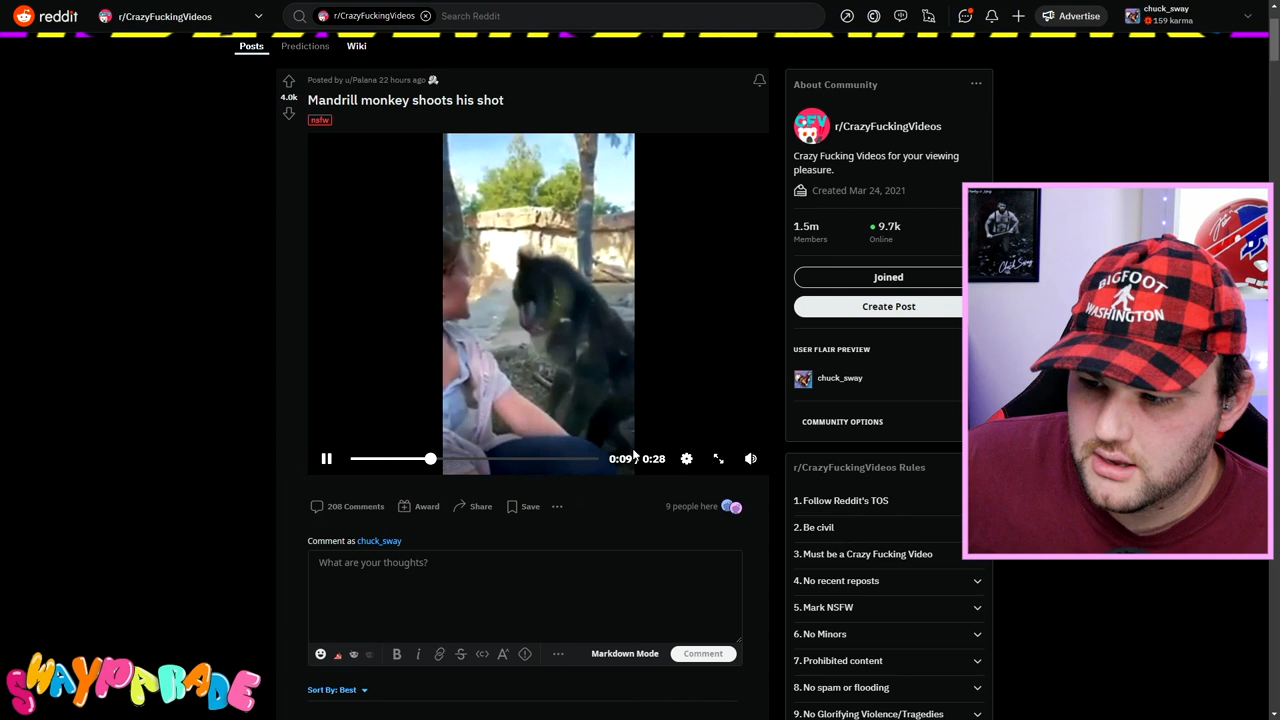 reddit
r/CrazyFuckingVideos
r/CrazyFuckingVideos
Search Reddit
Advertise
chuck_sway
159 karma
Posts
Predictions
Wiki
Posted by u/Palana 22 hours ago
4.0k
Mandrill monkey shoots his shot
nsfw
0:09 / 0:28
208 Comments
Award
Share
Save
9 people here
Comment as chuck_sway
What are your thoughts?
Markdown Mode
Comment
Sort By: Best
About Community
r/CrazyFuckingVideos
Crazy Fucking Videos for your viewing
pleasure.
Created Mar 24, 2021
1.5m
9.7k
Members
Online
Joined
Create Post
USER FLAIR PREVIEW
chuck_sway
COMMUNITY OPTIONS
r/CrazyFuckingVideos Rules
1. Follow Reddit's TOS
2. Be civil
3. Must be a Crazy Fucking Video
4. No recent reposts
5. Mark NSFW
6. No Minors
7. Prohibited content
8. No spam or flooding
9. No Glorifying Violence/Tragedies
Chuck Sway
BIGFOOT
WASHINGTON
SWAYPARADE